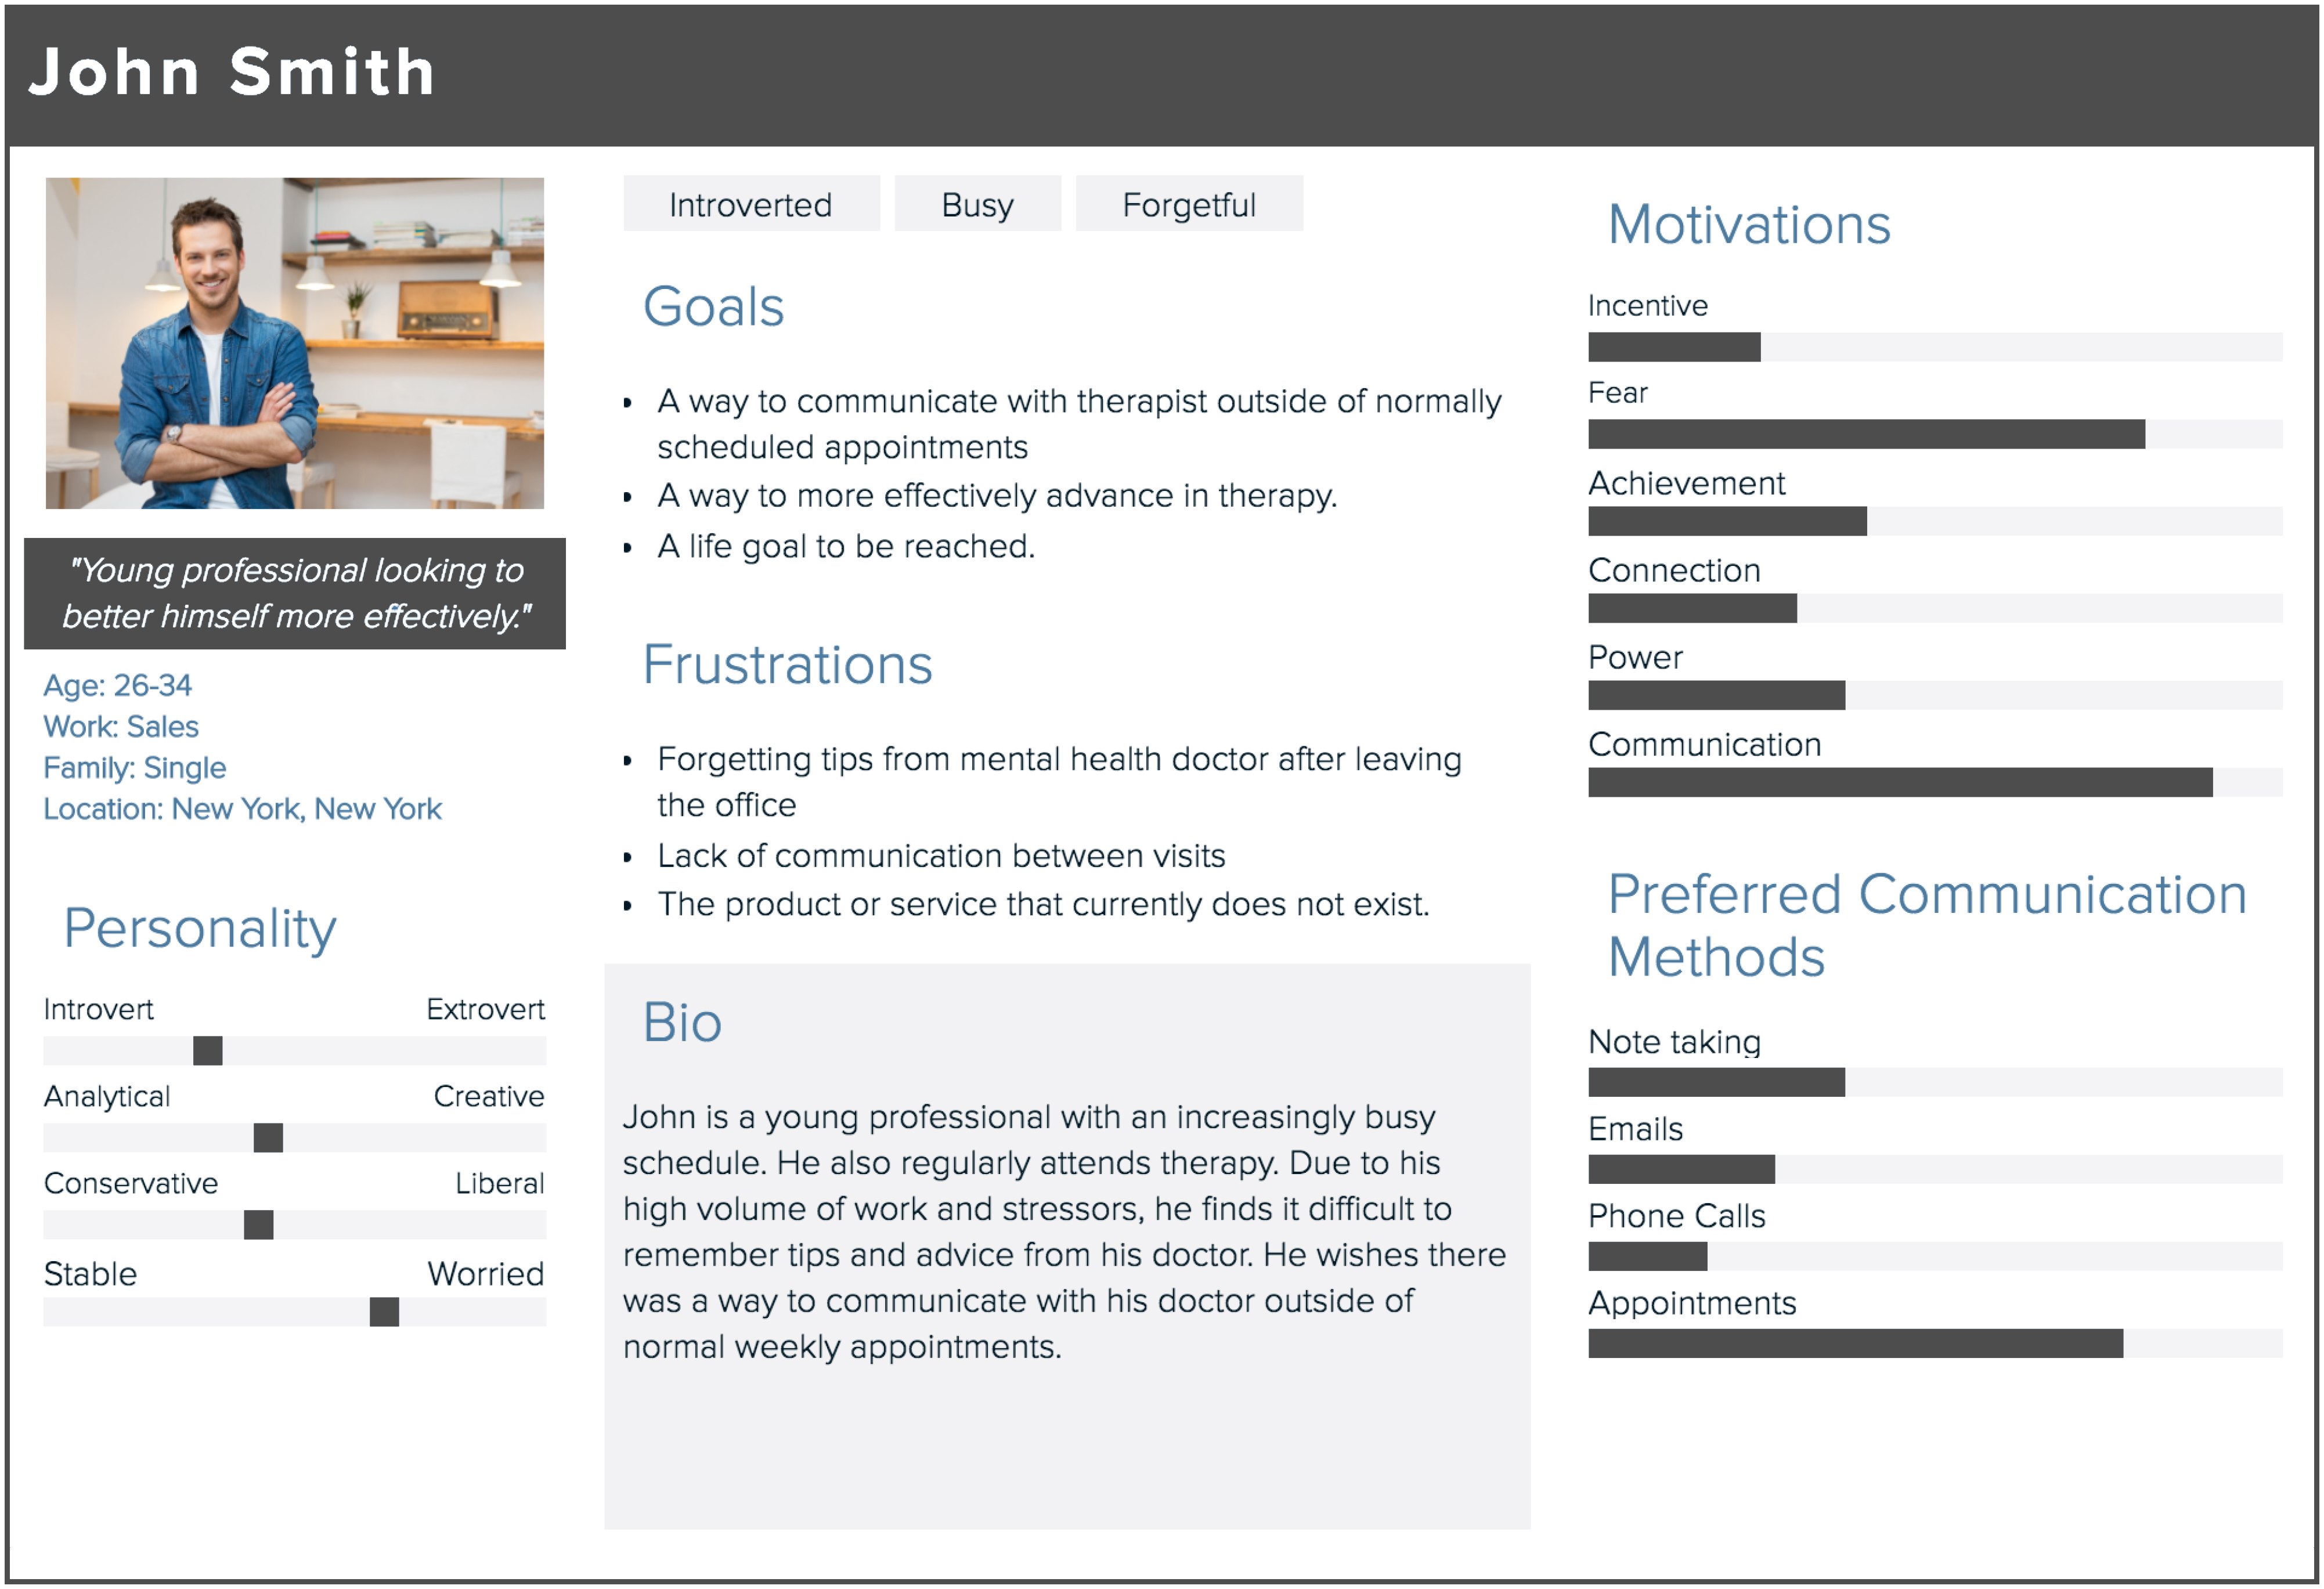 John Smith
"Young professional looking to
better himself more effectively."
Age: 26-34
Work: Sales
Family: Single
Location: New York, New York
Personality
Introvert Extrovert
Analytical Creative
Conservative Liberal
Stable Worried
Introverted Busy Forgetful
Goals
• A way to communicate with therapist outside of normally
scheduled appointments
• A way to more effectively advance in therapy.
• A life goal to be reached.
Frustrations
• Forgetting tips from mental health doctor after leaving
the office
• Lack of communication between visits
• The product or service that currently does not exist.
Bio
John is a young professional with an increasingly busy
schedule. He also regularly attends therapy. Due to his
high volume of work and stressors, he finds it difficult to
remember tips and advice from his doctor. He wishes there
was a way to communicate with his doctor outside of
normal weekly appointments.
Motivations
Incentive
Fear
Achievement
Connection
Power
Communication
Preferred Communication
Methods
Note taking
Emails
Phone Calls
Appointments